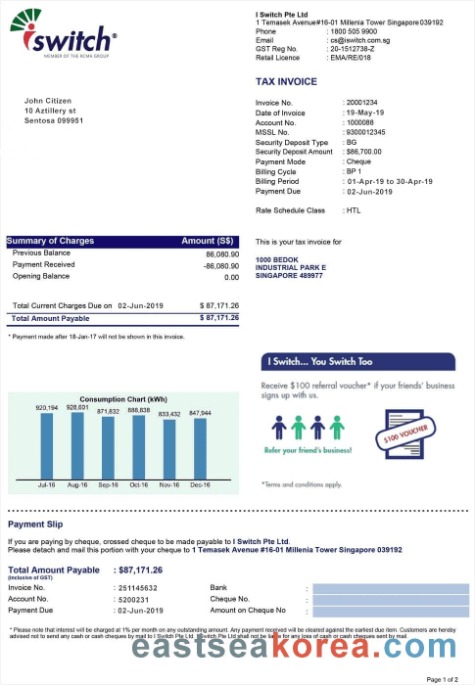 iswitch®
MEMBER OF THE KCMA GROUP
I Switch Pte Ltd
1 Temasek Avenue#16-01 Millenia Tower Singapore 039192
Phone : 1800 505 9900
Email : cs@iswitch.com.sg
GST Reg No. : 20-1512738-Z
Retail Licence : EMA/RE/018
TAX INVOICE
John Citizen
10 Aztillery st
Sentosa 099951
Invoice No. : 20001234
Date of Invoice : 19-May-19
Account No. : 1000088
MSSL No. : 9300012345
Security Deposit Type : BG
Security Deposit Amount : $86,700.00
Payment Mode : Cheque
Billing Cycle : BP 1
Billing Period : 01-Apr-19 to 30-Apr-19
Payment Due : 02-Jun-2019
Rate Schedule Class : HTL
Summary of Charges Amount (S$)
Previous Balance 86,080.90
Payment Received -86,080.90
Opening Balance 0.00
Total Current Charges Due on 02-Jun-2019 $ 87,171.26
Total Amount Payable $ 87,171.26
* Payment made after 18-Jan-17 will not be shown in this invoice.
This is your tax invoice for
1000 BEDOK
INDUSTRIAL PARK E
SINGAPORE 489977
I Switch... You Switch Too
Receive $100 referral voucher* if your friends' business
signs up with us.
$100 VOUCHER
Refer your friend's business!
*Terms and conditions apply.
Consumption Chart (kWh)
920,194 928,031 871,832 888,838 833,432 847,944
Jul-16 Aug-16 Sep-16 Oct-16 Nov-16 Dec-16
Payment Slip
If you are paying by cheque, crossed cheque to be made payable to I Switch Pte Ltd.
Please detach and mail this portion with your cheque to 1 Temasek Avenue #16-01 Millenia Tower Singapore 039192
Total Amount Payable : $87,171.26
(Inclusive of GST)
Invoice No. : 251145632 Bank :
Account No. : 5200231 Cheque No. :
Payment Due : 02-Jun-2019 Amount on Cheque No :
* Please note that interest will be charged at 1% per month on any outstanding amount. Any payment received will be cleared against the earliest due item. Customers are hereby
advised not to send any cash or cash cheques by mail to I Switch Pte Ltd. I Switch Pte Ltd shall not be liable for any loss of cash or cash cheques sent by mail.
eastseakorea.com
Page 1 of 2